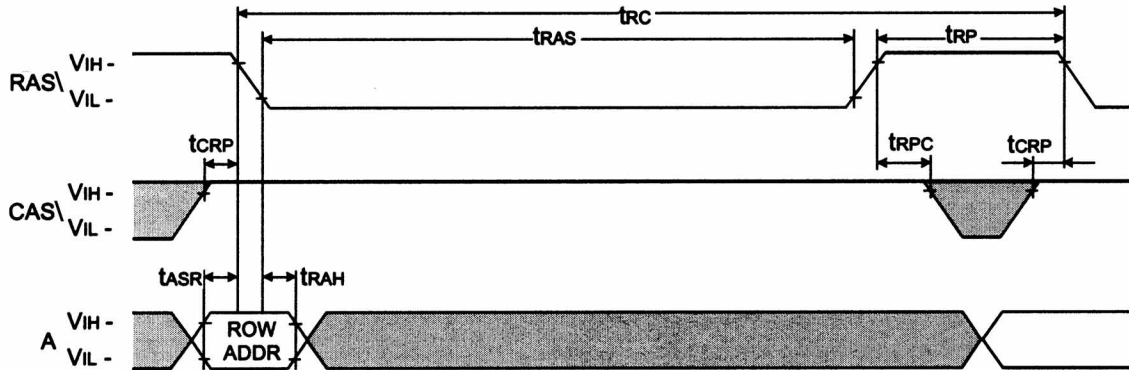 tRC
tRAS
tRP
RAS\
VIH -
VIL -
tCRP
tRPC
tCRP
CAS\
VIH -
VIL -
tASR
tRAH
A
VIH -
VIL -
ROW
ADDR